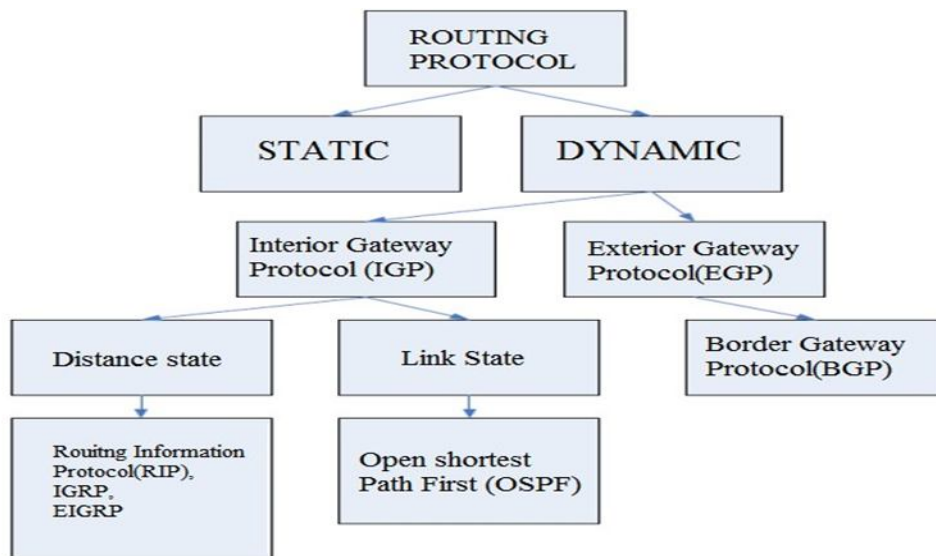 ROUTING
PROTOCOL
STATIC
DYNAMIC
Interior Gateway
Protocol (IGP)
Exterior Gateway
Protocol(EGP)
Distance state
Link State
Border Gateway
Protocol(BGP)
Rouitng Information
Protocol(RIP),
IGRP,
EIGRP
Open shortest
Path First (OSPF)